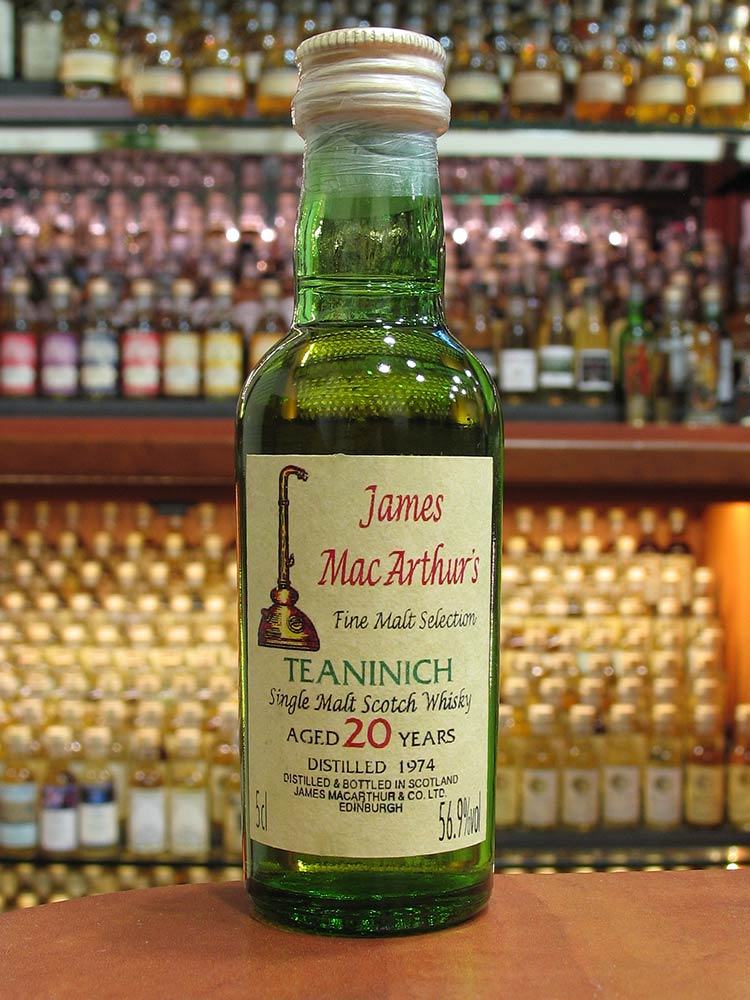 James
MacArthur's
Fine Malt Selection
TEANINICH
Single Malt Scotch Whisky
AGED 20 YEARS
DISTILLED 1974
DISTILLED & BOTTLED IN SCOTLAND
JAMES MACARTHUR & CO. LTD.
EDINBURGH
5cl
56.9%vol